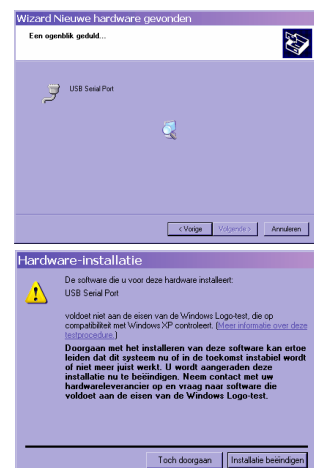 Wizard Nieuwe hardware gevonden
Een ogenblik geduld...
USB Serial Port
< Vorige
Volgende >
Annuleren
Hardware-installatie
De software die u voor deze hardware installeert:
USB Serial Port
voldoet niet aan de eisen van de Windows Logo-test, die op
compatibiliteit met Windows XP controleert. (Meer informatie over deze
testprocedure.)
Doorgaan met het installeren van deze software kan ertoe
leiden dat dit systeem nu of in de toekomst instabiel wordt
of niet meer juist werkt. U wordt aangeraden deze
installatie nu te beëindigen. Neem contact met uw
hardwareleverancier op en vraag naar software die
voldoet aan de eisen van de Windows Logo-test.
Toch doorgaan
Installatie beëindigen